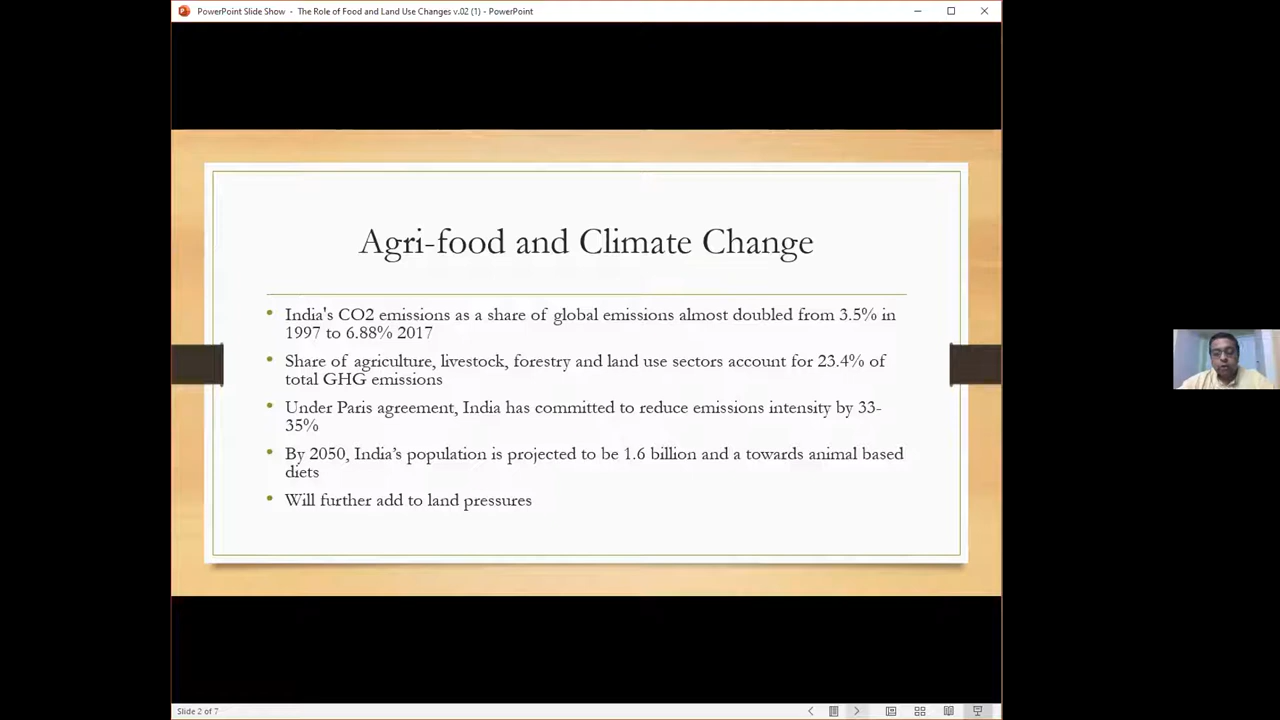 PowerPoint Slide Show - The Role of Food and Land Use Changes v.02 (1) - PowerPoint
Agri-food and Climate Change
• India's CO2 emissions as a share of global emissions almost doubled from 3.5% in
1997 to 6.88% 2017
• Share of agriculture, livestock, forestry and land use sectors account for 23.4% of
total GHG emissions
• Under Paris agreement, India has committed to reduce emissions intensity by 33-
35%
• By 2050, India’s population is projected to be 1.6 billion and a towards animal based
diets
• Will further add to land pressures
Slide 2 of 7